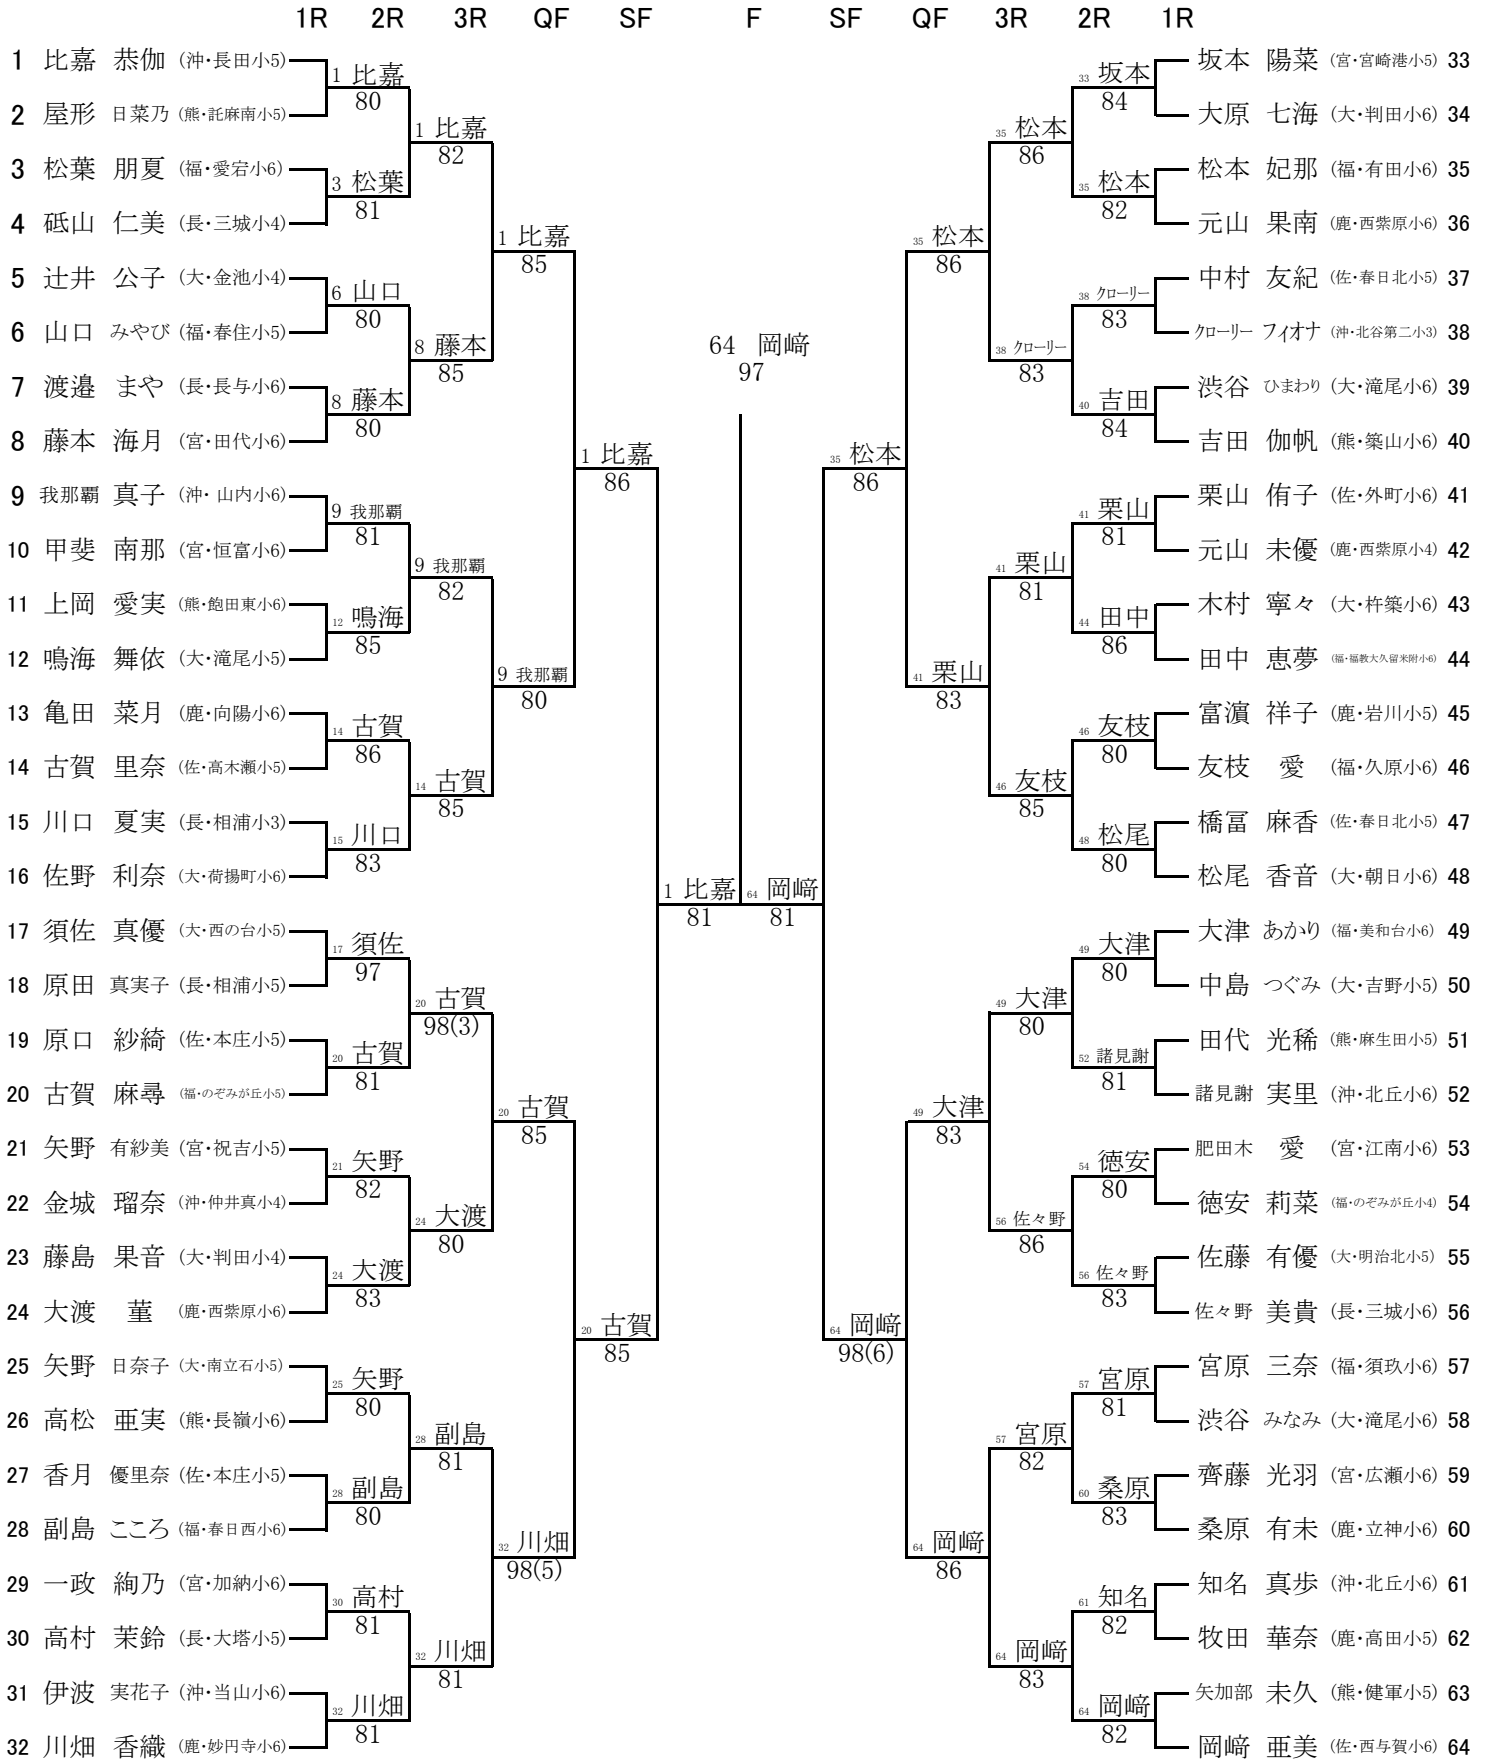 1R 2R 3R QF SF F SF QF 3R 2R 1R
1 比嘉 恭伽 (沖・長田小5)
2 屋形 日菜乃 (熊・託麻南小5)
3 松葉 朋夏 (福・愛宕小6)
4 砥山 仁美 (長・三城小4)
5 辻井 公子 (大・金池小4)
6 山口 みやび (福・春住小5)
7 渡邉 まや (長・長与小6)
8 藤本 海月 (宮・田代小6)
9 我那覇 真子 (沖・山内小6)
10 甲斐 南那 (宮・恒富小6)
11 上岡 愛実 (熊・飽田東小6)
12 鳴海 舞依 (大・滝尾小5)
13 亀田 菜月 (鹿・向陽小6)
14 古賀 里奈 (佐・高木瀬小5)
15 川口 夏実 (長・相浦小3)
16 佐野 利奈 (大・荷揚町小6)
17 須佐 真優 (大・西の台小5)
18 原田 真実子 (長・相浦小5)
19 原口 紗綺 (佐・本庄小5)
20 古賀 麻尋 (福・のぞみが丘小5)
21 矢野 有紗美 (宮・祝吉小5)
22 金城 瑠奈 (沖・仲井真小4)
23 藤島 果音 (大・判田小4)
24 大渡 菫 (鹿・西紫原小6)
25 矢野 日奈子 (大・南立石小5)
26 高松 亜実 (熊・長嶺小6)
27 香月 優里奈 (佐・本庄小5)
28 副島 こころ (福・春日西小6)
29 一政 絢乃 (宮・加納小6)
30 高村 茉鈴 (長・大塔小5)
31 伊波 実花子 (沖・当山小6)
32 川畑 香織 (鹿・妙円寺小6)
1 比嘉
80
3 松葉
81
6 山口
80
8 藤本
80
9 我那覇
81
12 鳴海
85
14 古賀
86
15 川口
83
17 須佐
97
20 古賀
81
21 矢野
82
24 大渡
83
25 矢野
80
28 副島
80
30 高村
81
32 川畑
81
1 比嘉
82
8 藤本
85
9 我那覇
82
14 古賀
85
20 古賀
98(3)
24 大渡
80
28 副島
81
32 川畑
81
1 比嘉
85
9 我那覇
80
20 古賀
85
32 川畑
98(5)
1 比嘉
86
20 古賀
85
1 比嘉
81
64 岡﨑
97
64 岡﨑
81
35 松本
86
64 岡﨑
98(6)
35 松本
86
41 栗山
83
49 大津
83
64 岡﨑
86
35 松本
86
38 クローリー
83
41 栗山
81
46 友枝
85
49 大津
80
56 佐々野
86
57 宮原
82
64 岡﨑
83
33 坂本
84
35 松本
82
38 クローリー
83
40 吉田
84
41 栗山
81
44 田中
86
46 友枝
80
48 松尾
80
49 大津
80
52 諸見謝
81
54 徳安
80
56 佐々野
83
57 宮原
81
60 桑原
83
61 知名
82
64 岡﨑
82
坂本 陽菜 (宮・宮崎港小5) 33
大原 七海 (大・判田小6) 34
松本 妃那 (福・有田小6) 35
元山 果南 (鹿・西紫原小6) 36
中村 友紀 (佐・春日北小5) 37
クローリー フィオナ (沖・北谷第二小3) 38
渋谷 ひまわり (大・滝尾小6) 39
吉田 伽帆 (熊・築山小6) 40
栗山 侑子 (佐・外町小6) 41
元山 未優 (鹿・西紫原小4) 42
木村 寧々 (大・杵築小6) 43
田中 恵夢 (福・福教大久留米附小6) 44
富濵 祥子 (鹿・岩川小5) 45
友枝 愛 (福・久原小6) 46
橋冨 麻香 (佐・春日北小5) 47
松尾 香音 (大・朝日小6) 48
大津 あかり (福・美和台小6) 49
中島 つぐみ (大・吉野小5) 50
田代 光稀 (熊・麻生田小5) 51
諸見謝 実里 (沖・北丘小6) 52
肥田木 愛 (宮・江南小6) 53
徳安 莉菜 (福・のぞみが丘小4) 54
佐藤 有優 (大・明治北小5) 55
佐々野 美貴 (長・三城小6) 56
宮原 三奈 (福・須玖小6) 57
渋谷 みなみ (大・滝尾小6) 58
齊藤 光羽 (宮・広瀬小6) 59
桑原 有未 (鹿・立神小6) 60
知名 真歩 (沖・北丘小6) 61
牧田 華奈 (鹿・高田小5) 62
矢加部 未久 (熊・健軍小5) 63
岡﨑 亜美 (佐・西与賀小6) 64